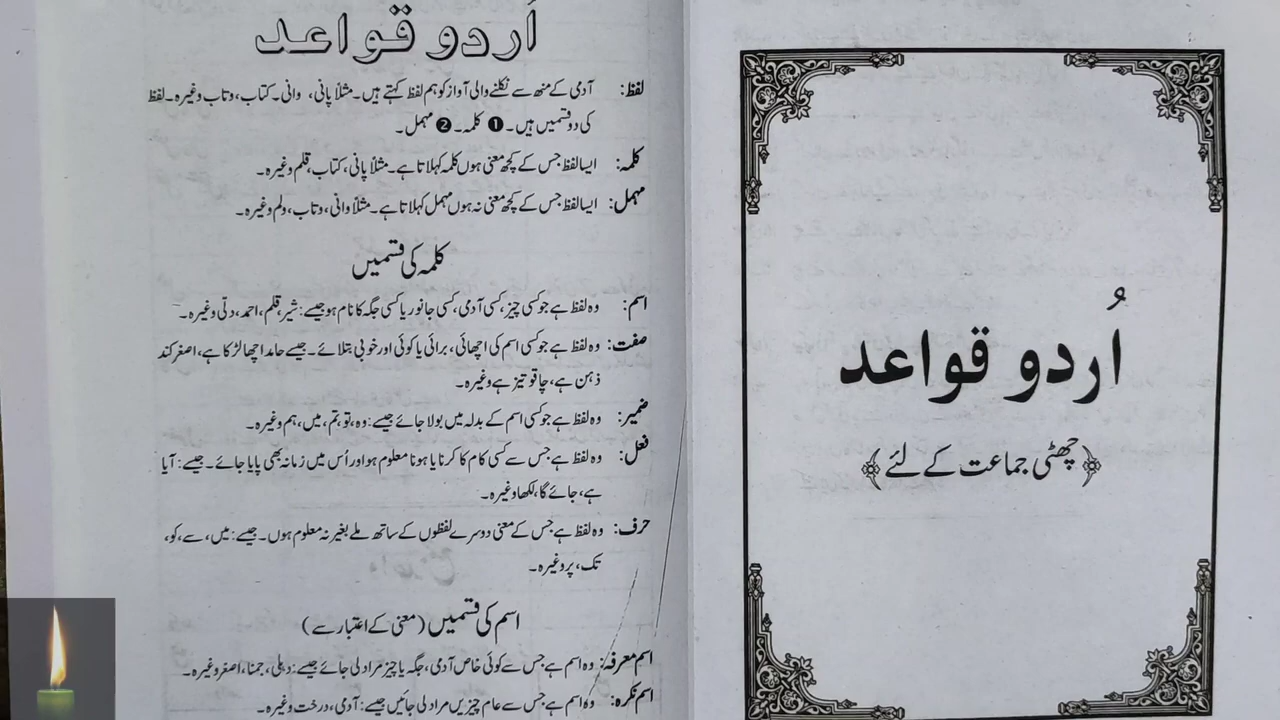 اُردو قواعد
﴿چھٹی جماعت کے لئے﴾
اُردو قواعد
لفظ: آدمی کے منھ سے نکلنے والی آواز کو ہم لفظ کہتے ہیں۔ مثلاً پانی، وانی۔ کتاب، وتاب وغیرہ۔ لفظ
کی دو قسمیں ہیں۔ ❶ کلمہ۔ ❷ مہمل۔
کلمہ: ایسا لفظ جس کے کچھ معنی ہوں کلمہ کہلاتا ہے۔ مثلاً پانی، کتاب، قلم وغیرہ۔
مہمل: ایسا لفظ جس کے کچھ معنی نہ ہوں مہمل کہلاتا ہے۔ مثلاً وانی، وتاب، ولم وغیرہ۔
کلمہ کی قسمیں
اسم: وہ لفظ ہے جو کسی چیز، کسی آدمی، کسی جانور یا کسی جگہ کا نام ہو جیسے: شیر، قلم، احمد، دلّی وغیرہ۔
صفت: وہ لفظ ہے جو کسی اسم کی اچھائی، برائی یا کوئی اور خوبی بتلائے۔ جیسے حامد اچھا لڑکا ہے، اصغر کند
ذہن ہے، چاقو تیز ہے وغیرہ۔
ضمیر: وہ لفظ ہے جو کسی اسم کے بدلہ میں بولا جائے جیسے: وہ، تو، تم، میں، ہم وغیرہ۔
فعل: وہ لفظ ہے جس سے کسی کام کا کرنا یا ہونا معلوم ہو اور اُس میں زمانہ بھی پایا جائے۔ جیسے: آیا
ہے، جائے گا، لکھا وغیرہ۔
حرف: وہ لفظ ہے جس کے معنی دوسرے لفظوں کے ساتھ ملے بغیر نہ معلوم ہوں۔ جیسے: میں، سے، کو،
تک، پر وغیرہ۔
اسم کی قسمیں (معنی کے اعتبار سے)
اسم معرفہ: وہ اسم ہے جس سے کوئی خاص آدمی، جگہ یا چیز مراد لی جائے جیسے: دہلی، جمنا، اصغر وغیرہ۔
اسم نکرہ: وہ اسم ہے جس سے عام چیزیں مراد لی جائیں جیسے: آدمی، درخت وغیرہ۔